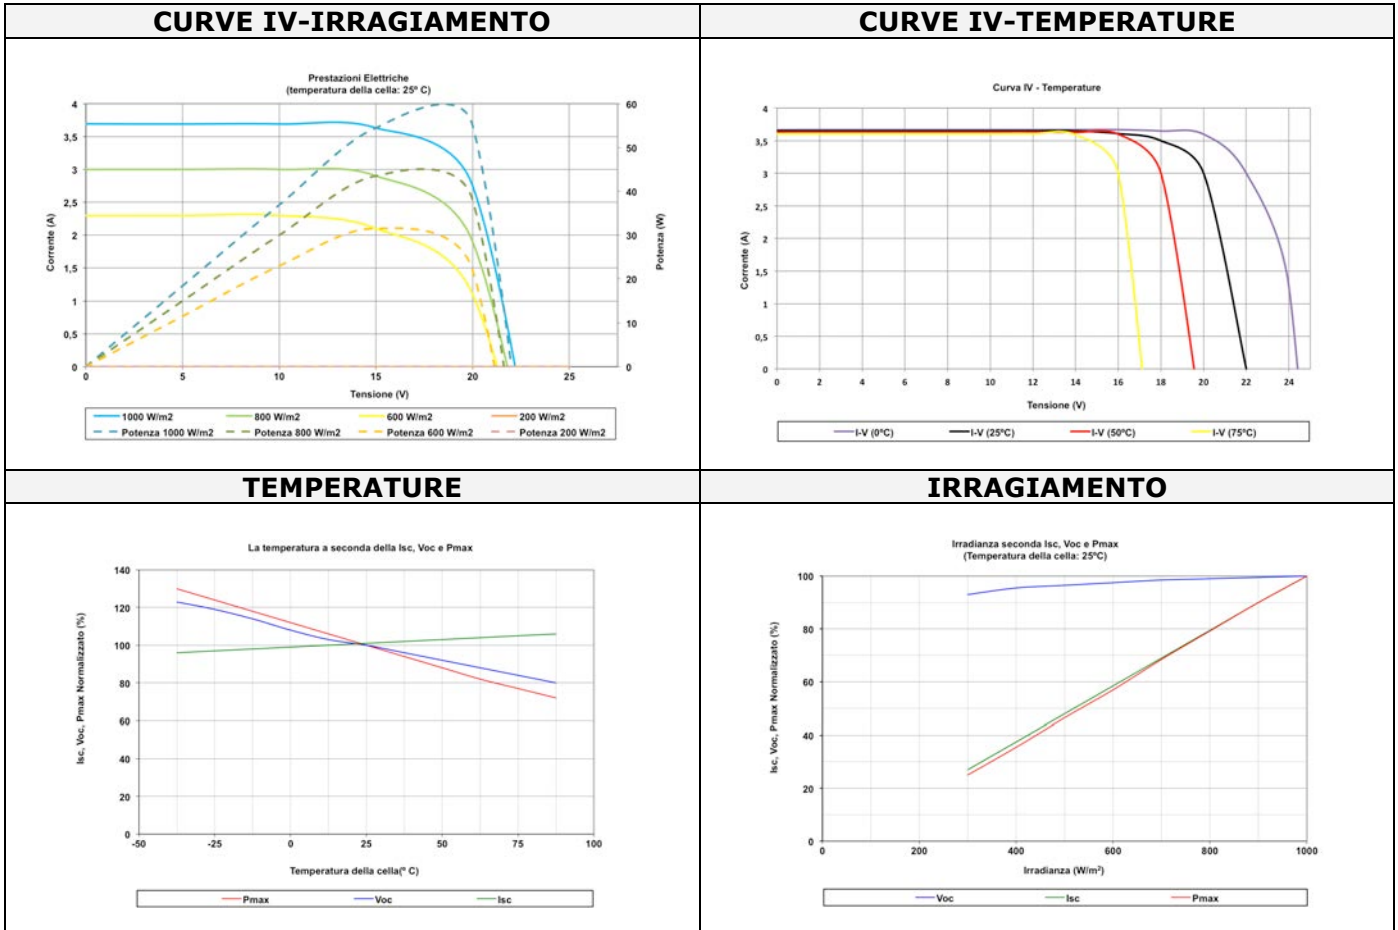 CURVE IV-IRRAGIAMENTO
Prestazioni Elettriche
(temperatura della cella: 25º C)
4
3,5
3
2,5
2
1,5
1
0,5
0
60
50
40
30
20
10
0
0 5 10 15 20 25
Corrente (A)
Potenza (W)
Tensione (V)
1000 W/m2 800 W/m2 600 W/m2 200 W/m2
Potenza 1000 W/m2 Potenza 800 W/m2 Potenza 600 W/m2 Potenza 200 W/m2
CURVE IV-TEMPERATURE
Curva IV - Temperature
4
3,5
3
2,5
2
1,5
1
0,5
0
0 2 4 6 8 10 12 14 16 18 20 22 24
Corrente (A)
Tensione (V)
I-V (0ºC) I-V (25ºC) I-V (50ºC) I-V (75ºC)
TEMPERATURE
La temperatura a seconda della Isc, Voc e Pmax
140
120
100
80
60
40
20
0
-50 -25 0 25 50 75 100
Isc, Voc, Pmax Normalizzato (%)
Temperatura della cella(º C)
Pmax Voc Isc
IRRAGIAMENTO
Irradianza seconda Isc, Voc e Pmax
(Temperatura della cella: 25ºC)
100
80
60
40
20
0
0 200 400 600 800 1000
Isc, Voc, Pmax Normalizzato (%)
Irradianza (W/m²)
Voc Isc Pmax